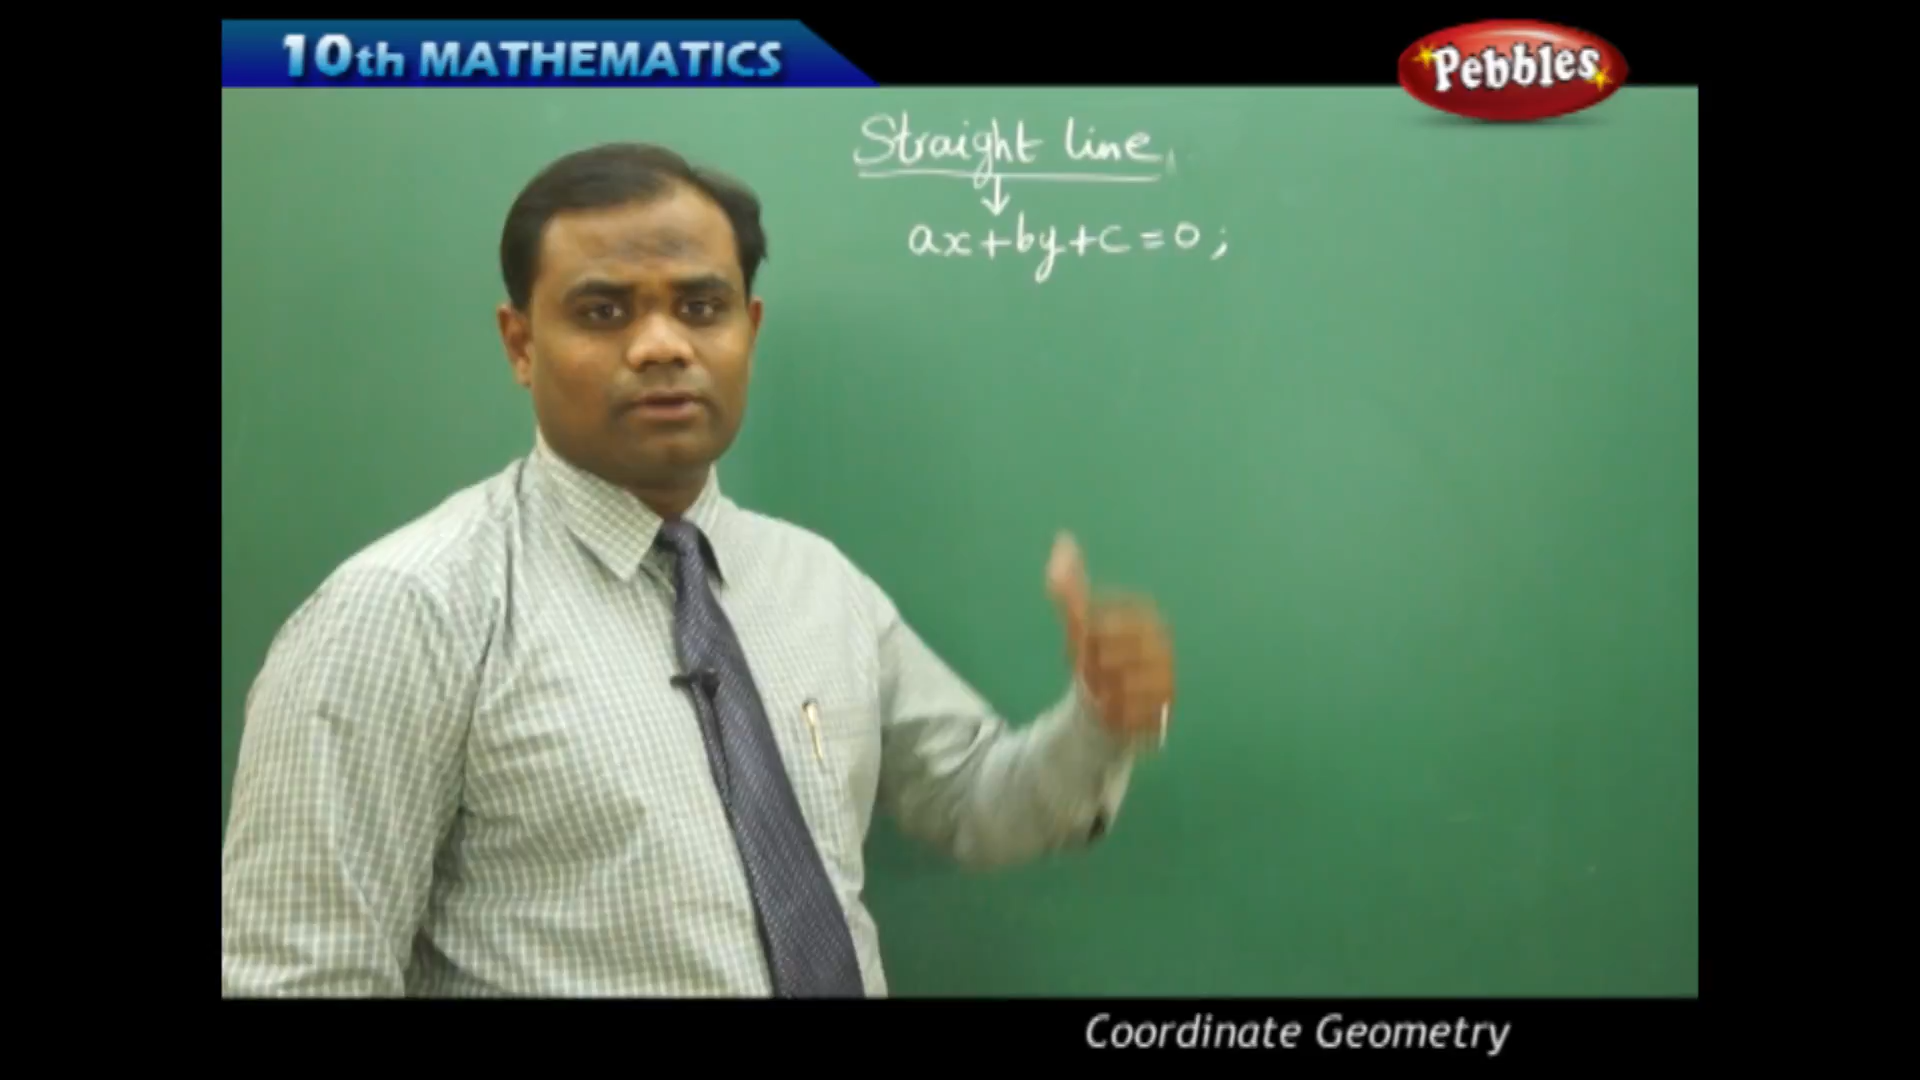 10th MATHEMATICS
Pebbles
Straight line
ax+by+c=0;
Coordinate Geometry